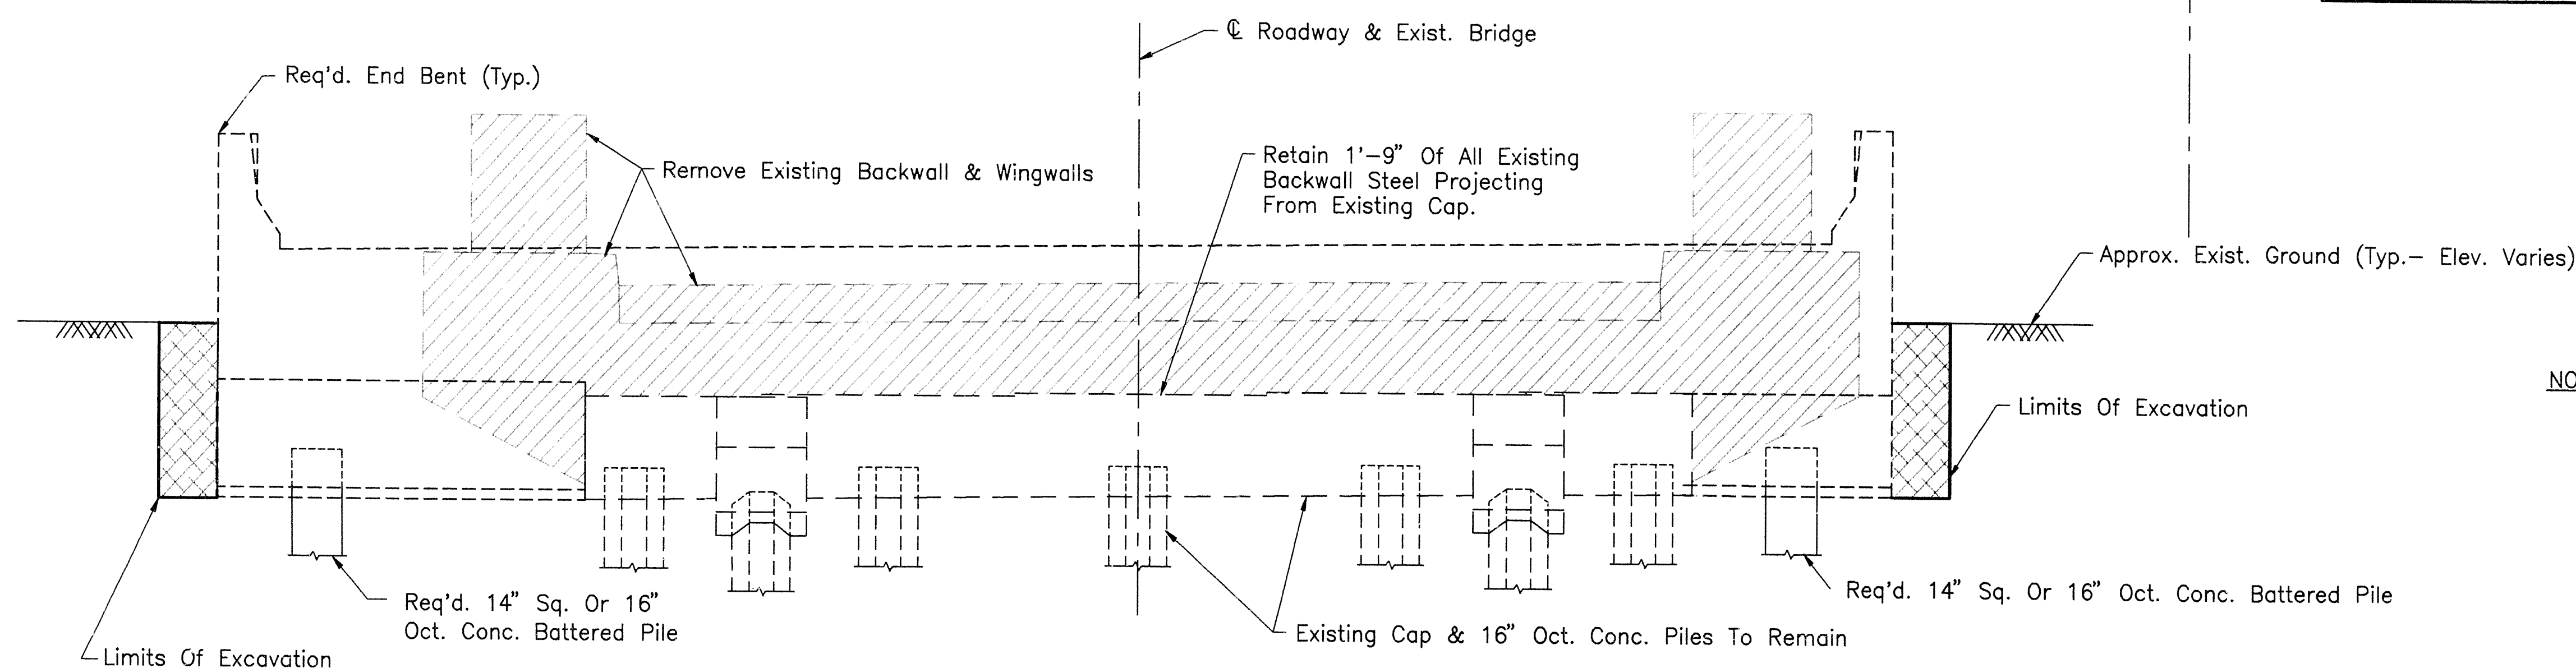 ℄ Roadway & Exist. Bridge
Req'd. End Bent (Typ.)
Remove Existing Backwall & Wingwalls
Retain 1'-9" Of All Existing
Backwall Steel Projecting
From Existing Cap.
Approx. Exist. Ground (Typ.- Elev. Varies)
NO
Limits Of Excavation
Req'd. 14" Sq. Or 16"
Oct. Conc. Battered Pile
Req'd. 14" Sq. Or 16" Oct. Conc. Battered Pile
Existing Cap & 16" Oct. Conc. Piles To Remain
Limits Of Excavation